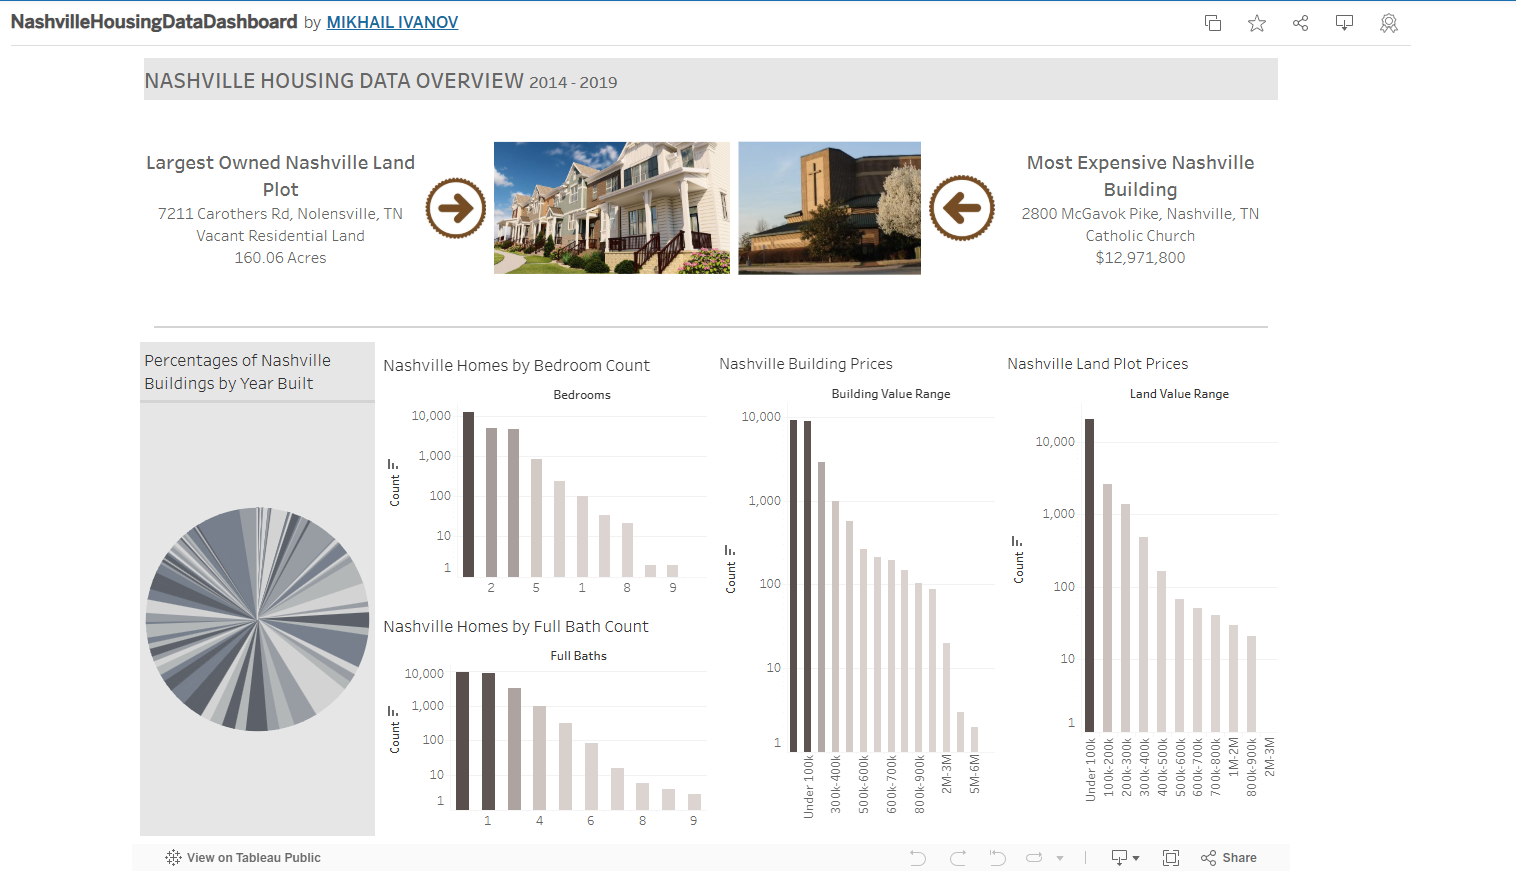 NashvilleHousingDataDashboard by MIKHAIL IVANOV
NASHVILLE HOUSING DATA OVERVIEW 2014 - 2019
Largest Owned Nashville Land
Plot
7211 Carothers Rd, Nolensville, TN
Vacant Residential Land
160.06 Acres
Most Expensive Nashville
Building
2800 McGavok Pike, Nashville, TN
Catholic Church
$12,971,800
Percentages of Nashville
Buildings by Year Built
Nashville Homes by Bedroom Count
Bedrooms
10,000
1,000
100
10
1
Count
2 5 1 8 9
Nashville Homes by Full Bath Count
Full Baths
10,000
1,000
100
10
1
Count
1 4 6 8 9
Nashville Building Prices
Building Value Range
10,000
1,000
100
10
1
Count
Under 100k
300k-400k
500k-600k
600k-700k
800k-900k
2M-3M
5M-6M
Nashville Land Plot Prices
Land Value Range
10,000
1,000
100
10
1
Count
Under 100k
100k-200k
200k-300k
300k-400k
400k-500k
500k-600k
600k-700k
700k-800k
1M-2M
800k-900k
2M-3M
View on Tableau Public
Share